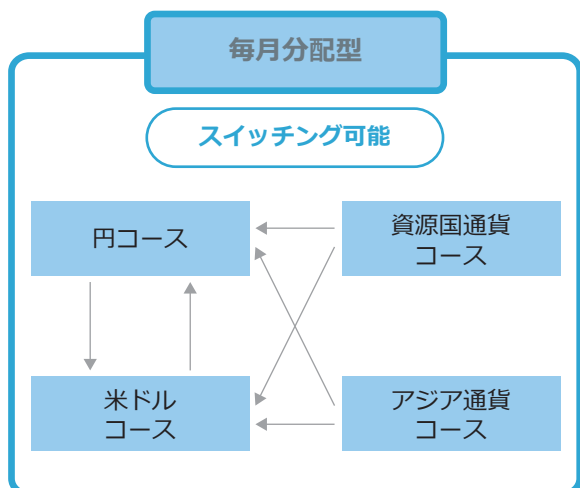 毎月分配型
スイッチング可能
円コース
資源国通貨
コース
米ドル
コース
アジア通貨
コース